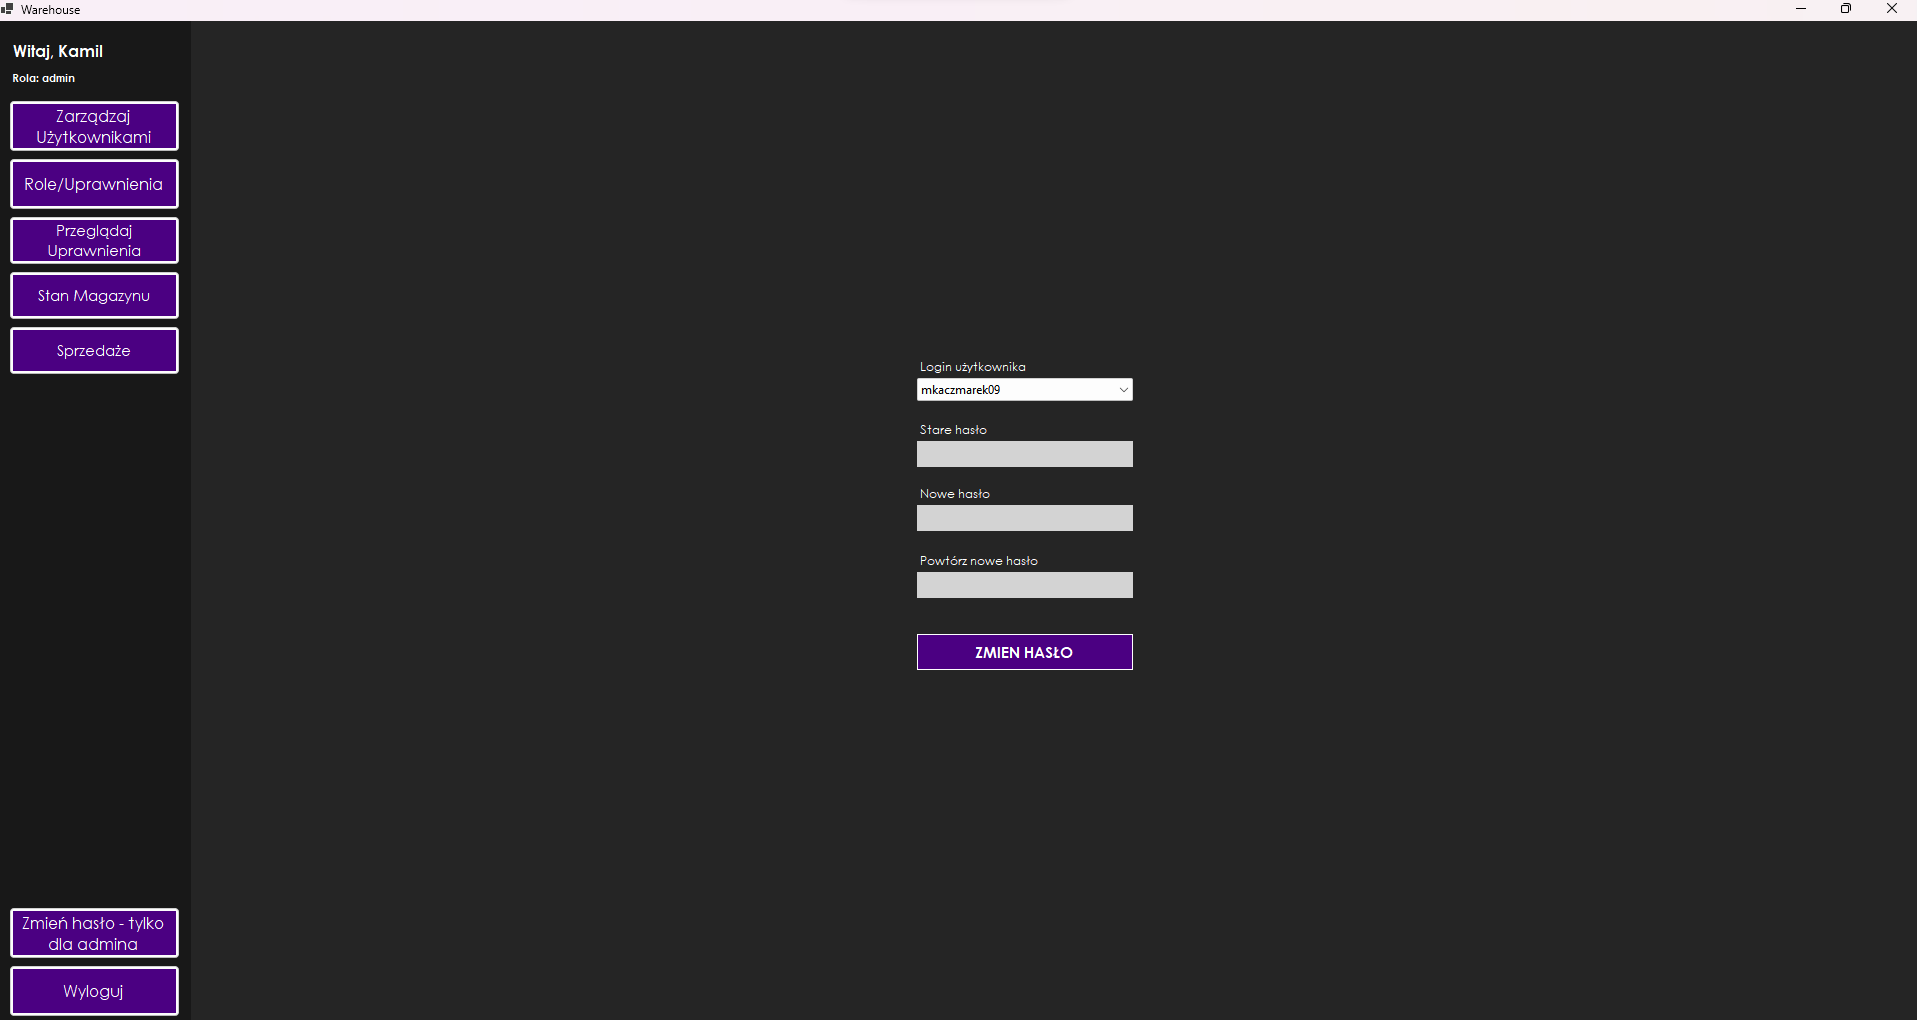 Warehouse
Witaj, Kamil
Rola: admin
Zarządzaj
Użytkownikami
Role/Uprawnienia
Przeglądaj
Uprawnienia
Stan Magazynu
Sprzedaże
Login użytkownika
mkaczmarek09
Stare hasło
Nowe hasło
Powtórz nowe hasło
ZMIEN HASŁO
Zmień hasło - tylko
dla admina
Wyloguj